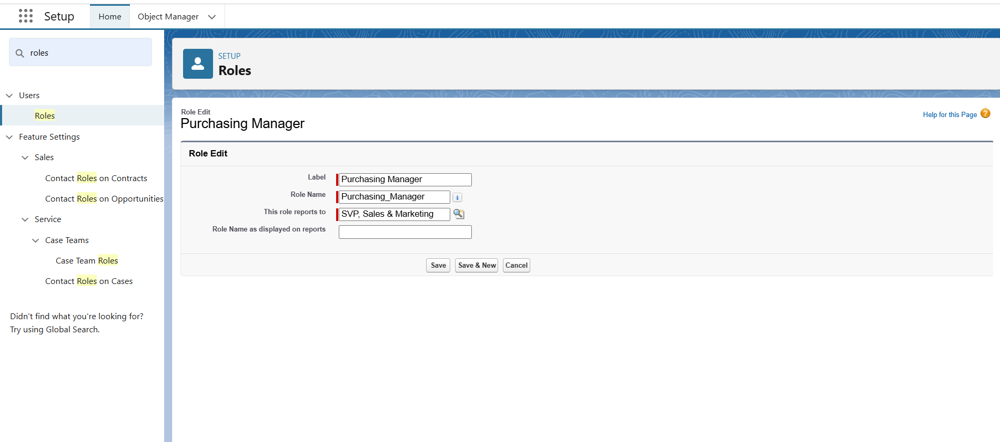 Setup
Home
Object Manager
roles
Users
Roles
Feature Settings
Sales
Contact Roles on Contracts
Contact Roles on Opportunities
Service
Case Teams
Case Team Roles
Contact Roles on Cases
Didn't find what you're looking for?
Try using Global Search.
SETUP
Roles
Role Edit
Purchasing Manager
Help for this Page ?
Role Edit
Label Purchasing Manager
Role Name Purchasing_Manager i
This role reports to SVP, Sales & Marketing
Role Name as displayed on reports
Save Save & New Cancel